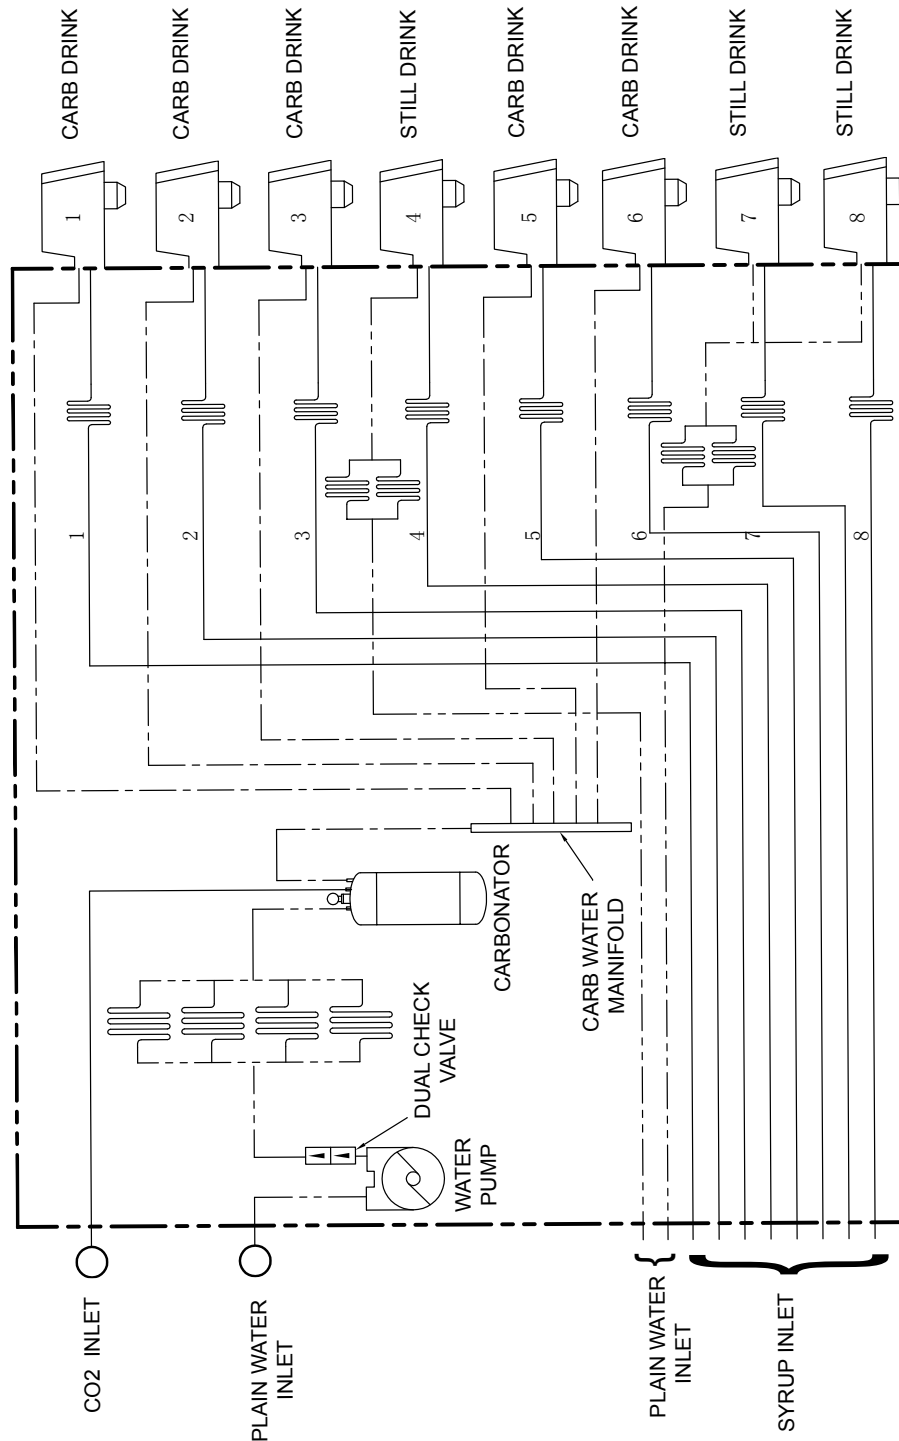 CARB DRINK
CARB DRINK
CARB DRINK
STILL DRINK
CARB DRINK
CARB DRINK
STILL DRINK
STILL DRINK
1
2
3
4
5
6
7
8
1
2
3
4
5
6
7
8
CARBONATOR
CARB WATER
MAINIFOLD
DUAL CHECK
VALVE
WATER
PUMP
CO2 INLET
PLAIN WATER
INLET
PLAIN WATER
INLET
SYRUP INLET